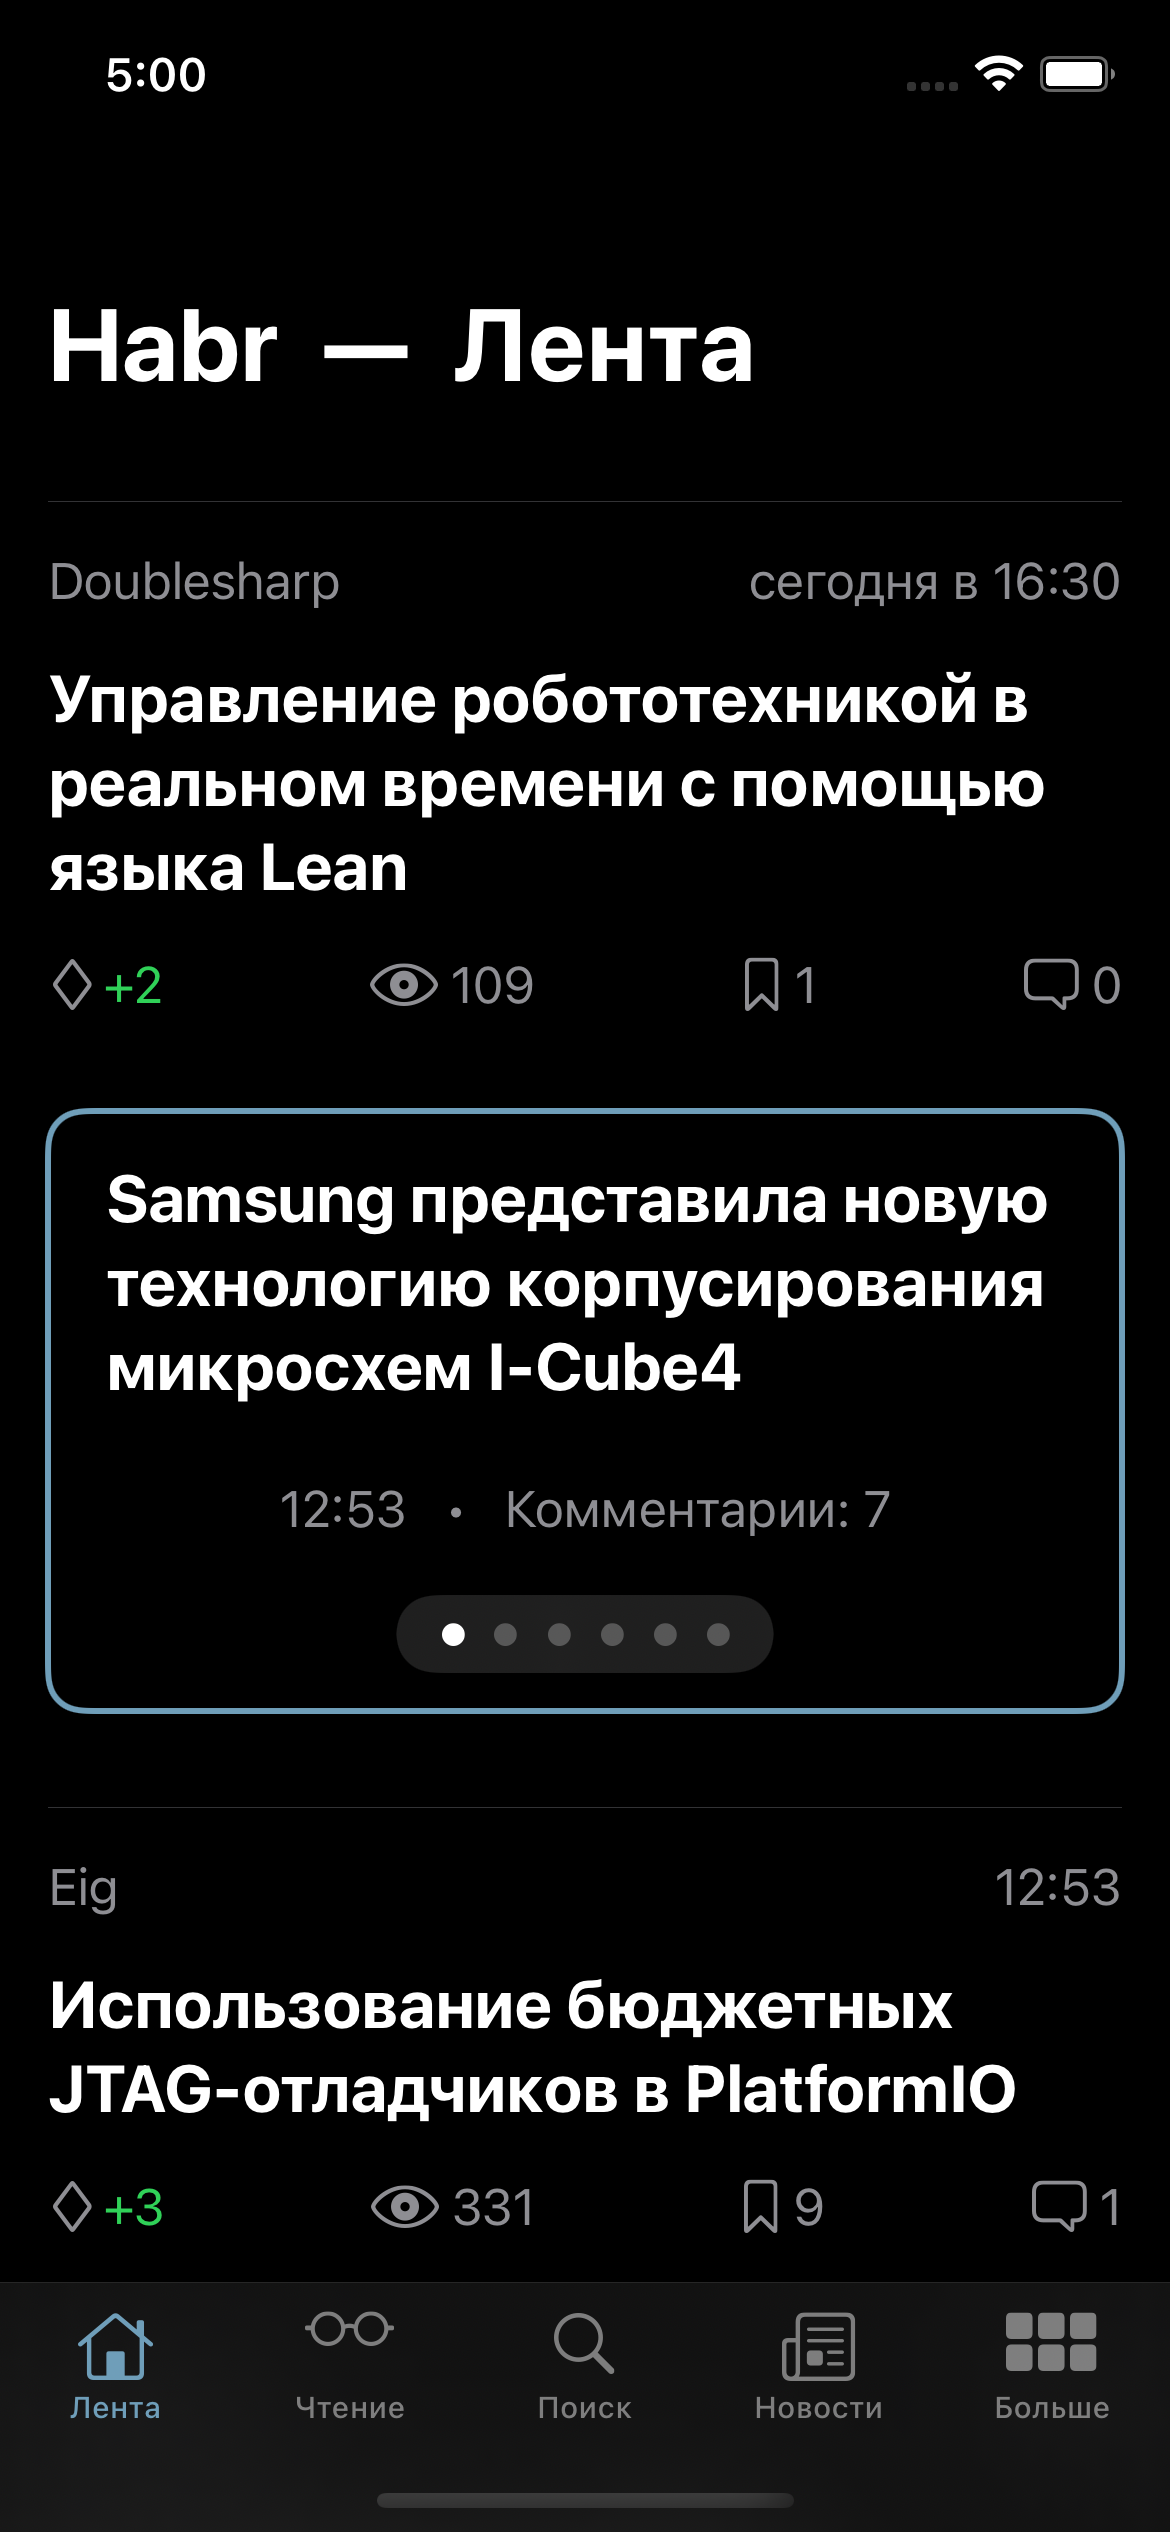 5:00
Habr — Лента
Doublesharp сегодня в 16:30
Управление робототехникой в
реальном времени с помощью
языка Lean
+2 109 1 0
Samsung представила новую
технологию корпусирования
микросхем I-Cube4
12:53 • Комментарии: 7
Eig 12:53
Использование бюджетных
JTAG-отладчиков в PlatformIO
+3 331 9 1
Лента Чтение Поиск Новости Больше